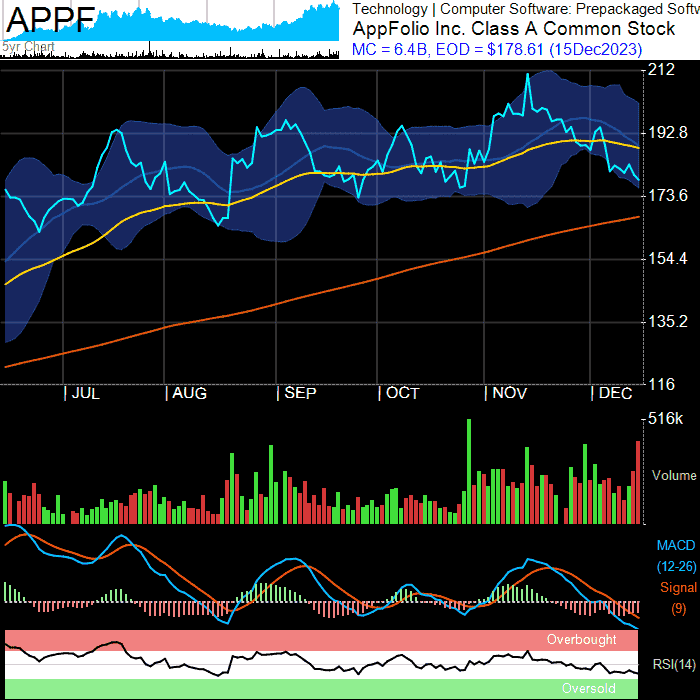 APPF
5yr Chart
Technology | Computer Software: Prepackaged Softw
AppFolio Inc. Class A Common Stock
MC = 6.4B, EOD = $178.61 (15Dec2023)
212
192.8
173.6
154.4
135.2
116
| JUL | AUG | SEP | OCT | NOV | DEC
516k
Volume
MACD
(12-26)
Signal
(9)
Overbought
RSI(14)
Oversold